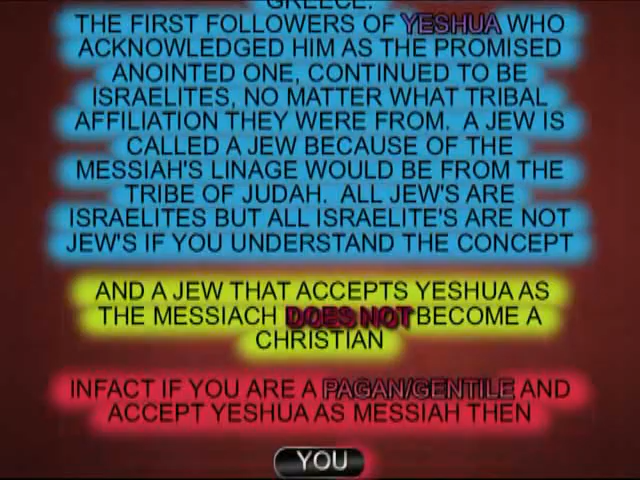 GREECE.
THE FIRST FOLLOWERS OF YESHUA WHO
ACKNOWLEDGED HIM AS THE PROMISED
ANOINTED ONE, CONTINUED TO BE
ISRAELITES, NO MATTER WHAT TRIBAL
AFFILIATION THEY WERE FROM. A JEW IS
CALLED A JEW BECAUSE OF THE
MESSIAH'S LINAGE WOULD BE FROM THE
TRIBE OF JUDAH. ALL JEW'S ARE
ISRAELITES BUT ALL ISRAELITE'S ARE NOT
JEW'S IF YOU UNDERSTAND THE CONCEPT
AND A JEW THAT ACCEPTS YESHUA AS
THE MESSIACH DOES NOT BECOME A
CHRISTIAN
INFACT IF YOU ARE A PAGAN/GENTILE AND
ACCEPT YESHUA AS MESSIAH THEN
YOU